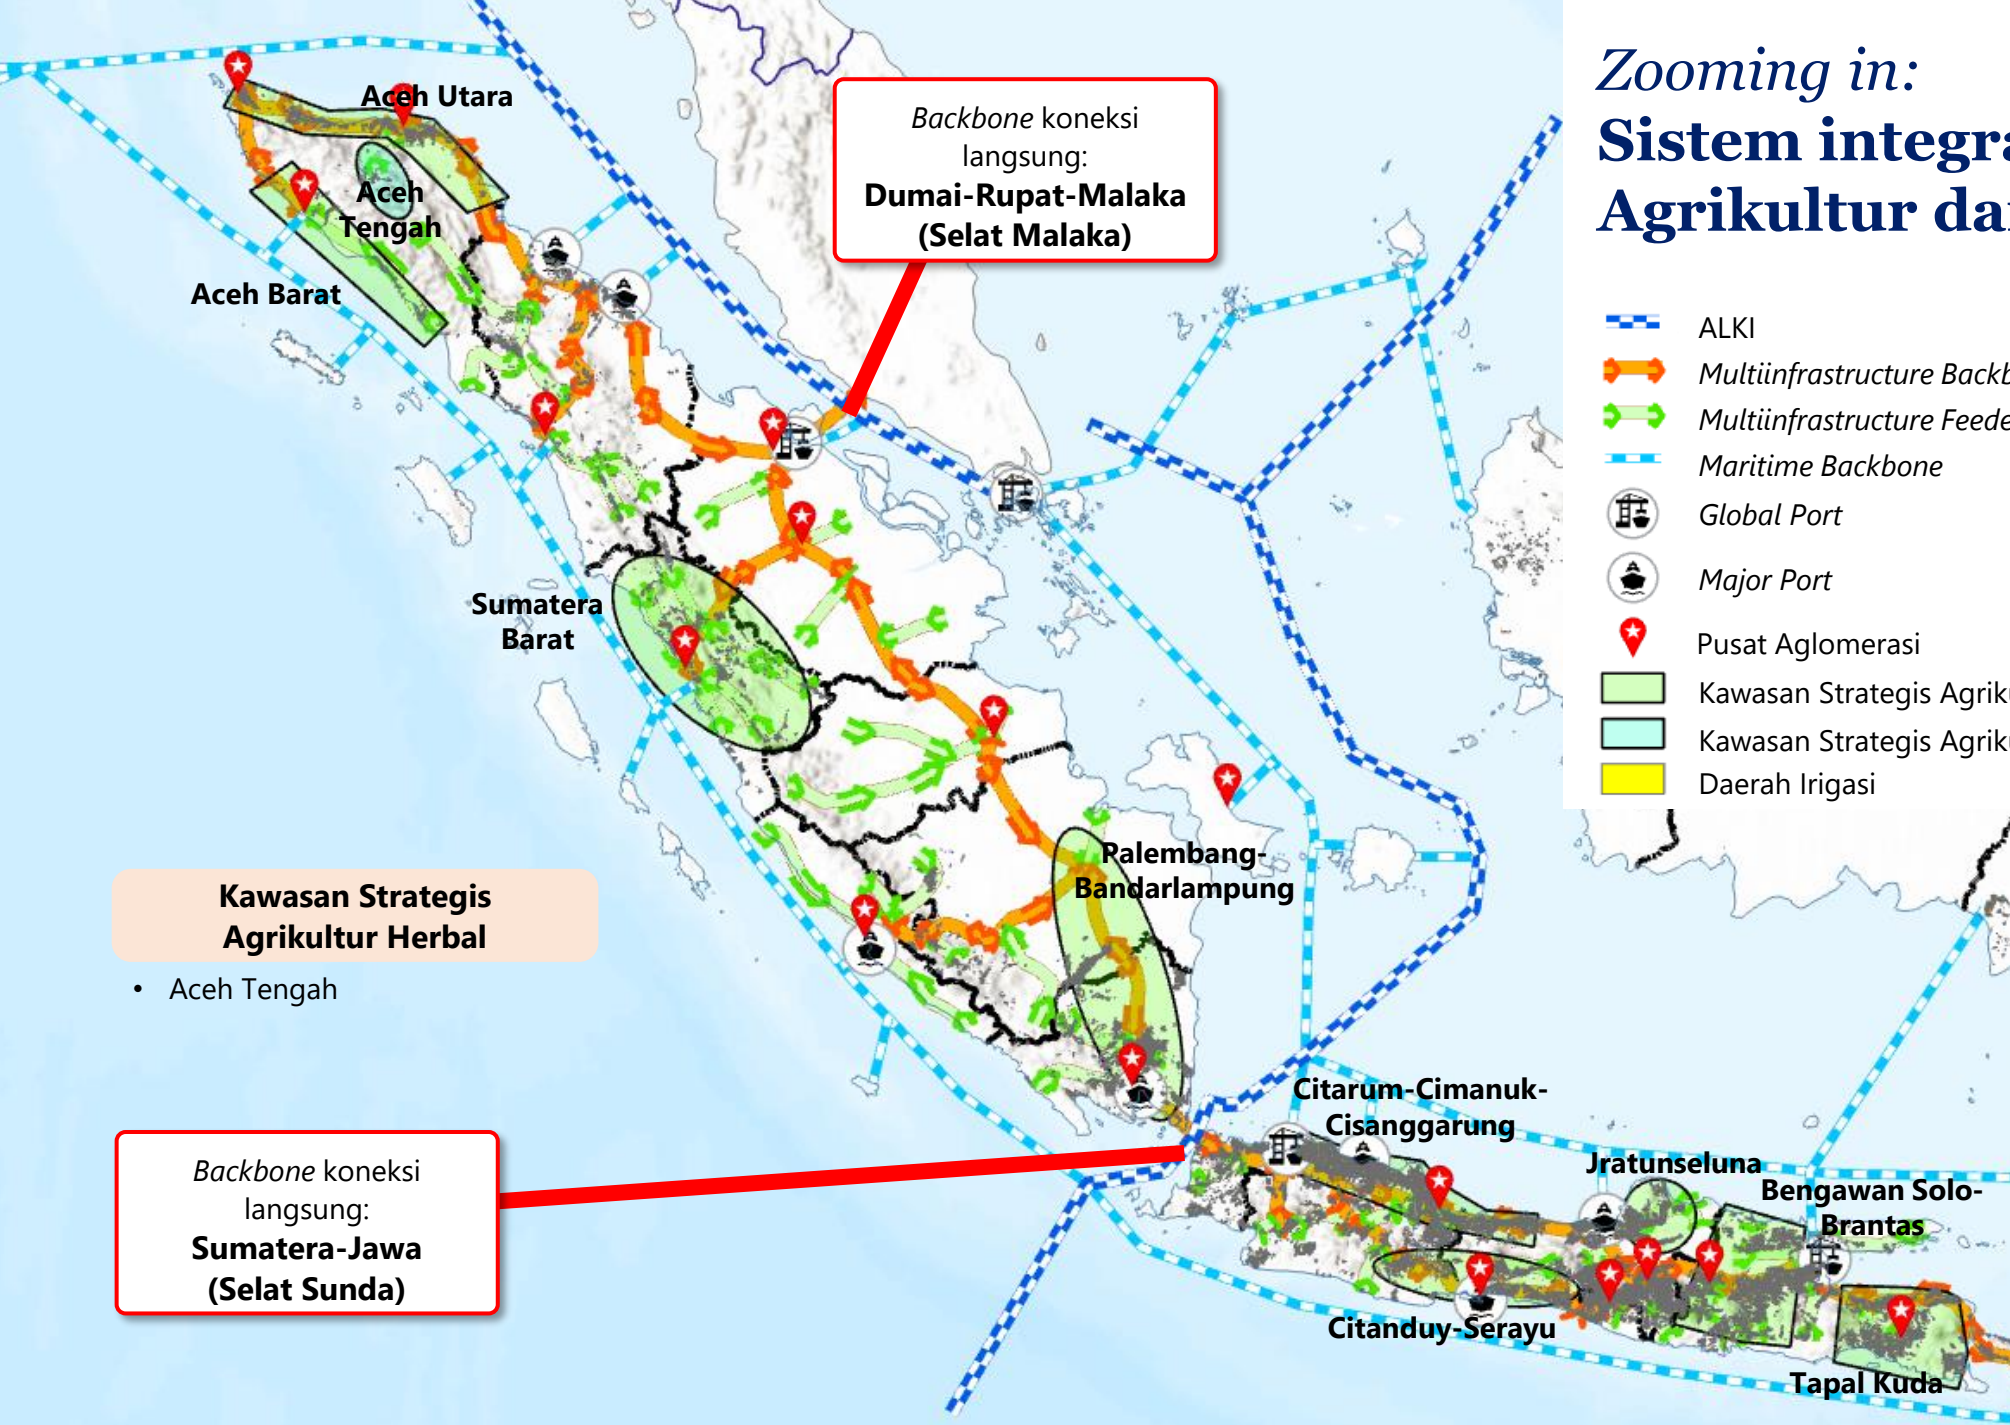 Zooming in:
Sistem integra
Agrikultur da
ALKI
Multiinfrastructure Backb
Multiinfrastructure Feede
Maritime Backbone
Global Port
Major Port
Pusat Aglomerasi
Kawasan Strategis Agriku
Kawasan Strategis Agriku
Daerah Irigasi
Backbone koneksi
langsung:
Dumai-Rupat-Malaka
(Selat Malaka)
Aceh Utara
Aceh
Tengah
Aceh Barat
Sumatera
Barat
Palembang-
Bandarlampung
Kawasan Strategis
Agrikultur Herbal
• Aceh Tengah
Backbone koneksi
langsung:
Sumatera-Jawa
(Selat Sunda)
Citarum-Cimanuk-
Cisanggarung
Jratunseluna
Bengawan Solo-
Brantas
Citanduy-Serayu
Tapal Kuda